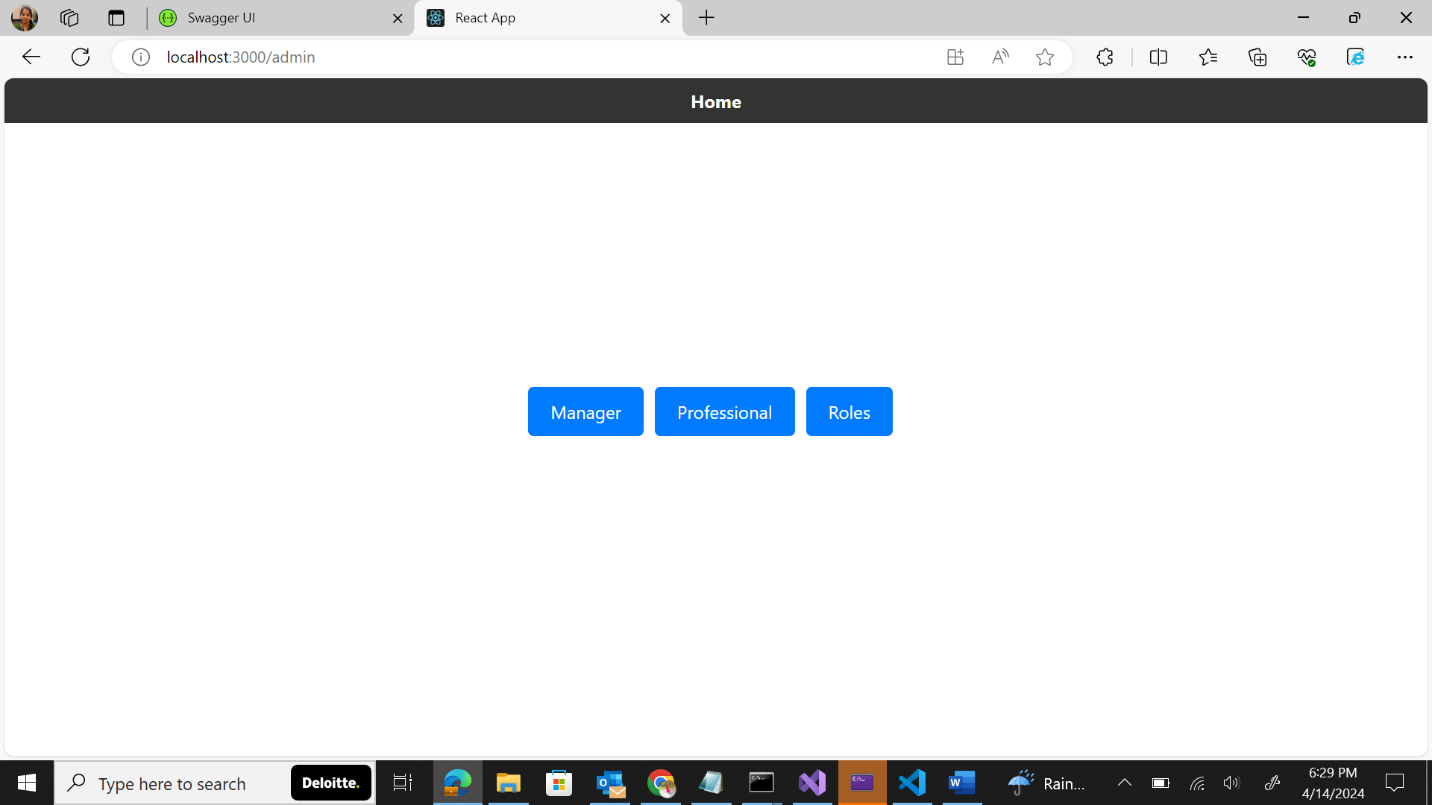 Swagger UI
React App
localhost:3000/admin
Home
Manager
Professional
Roles
Type here to search
Deloitte.
Rain...
6:29 PM
4/14/2024